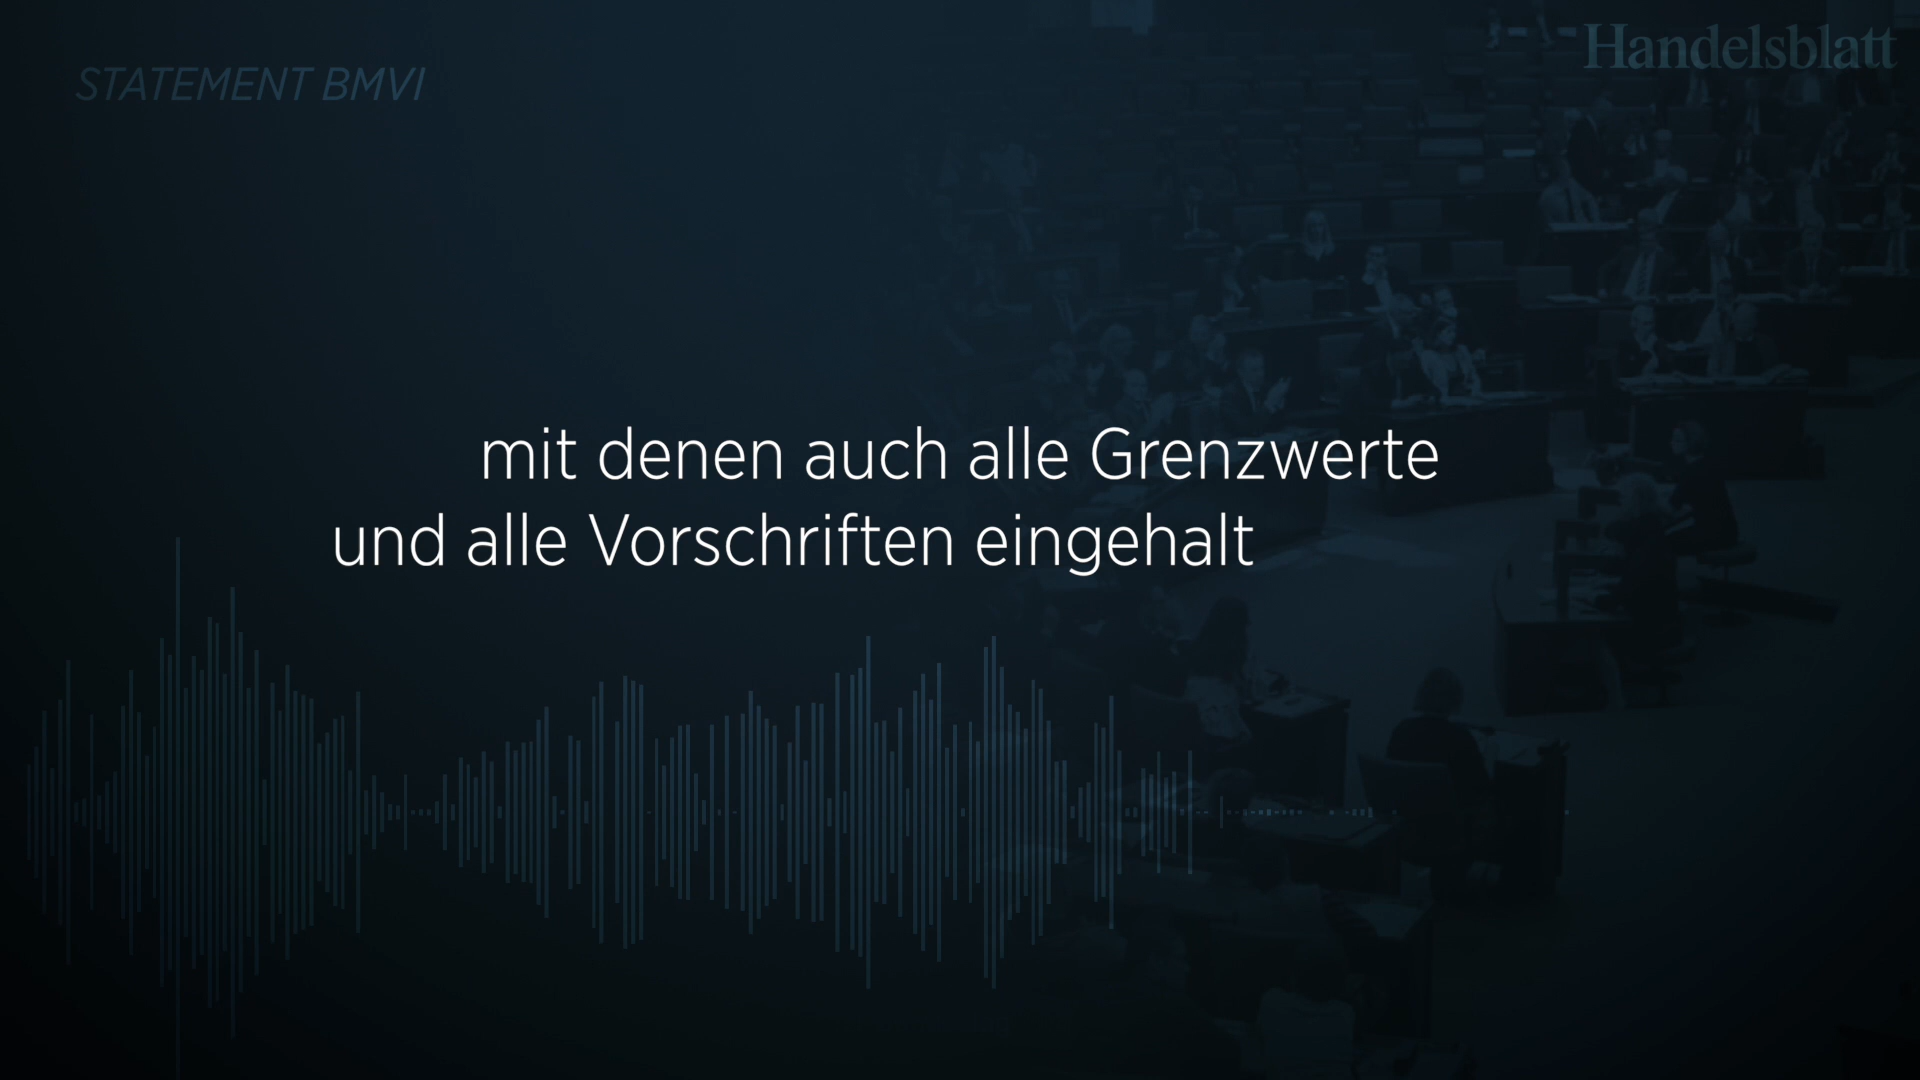 Handelsblatt
STATEMENT BMVI
mit denen auch alle Grenzwerte
und alle Vorschriften eingehalt